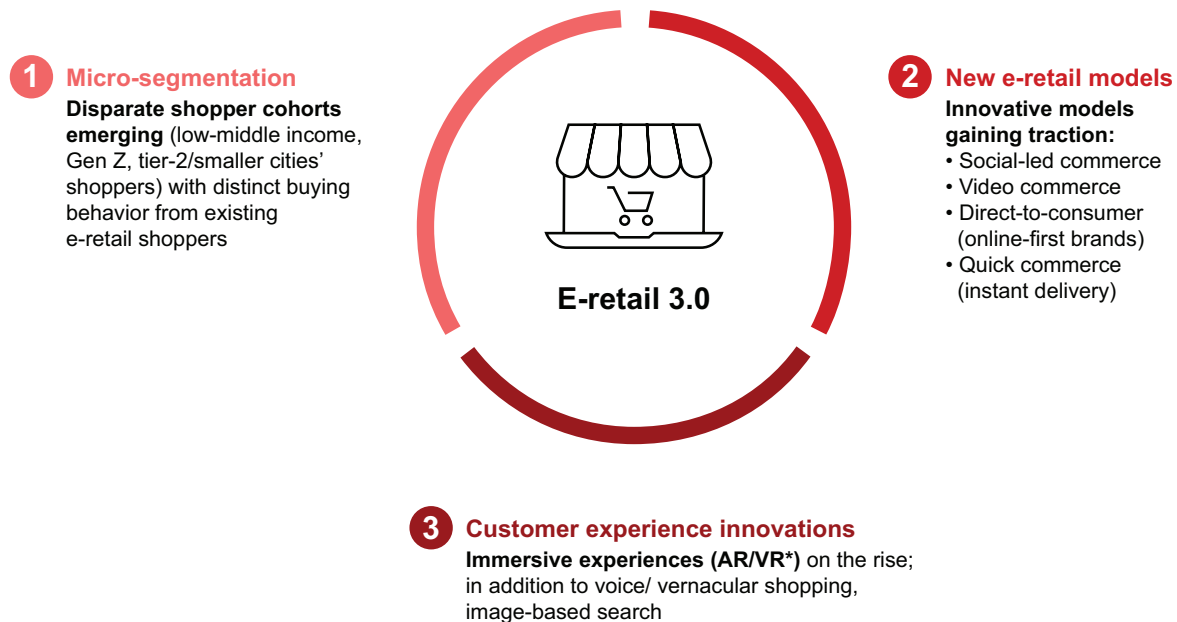 1 Micro-segmentation
Disparate shopper cohorts
emerging (low-middle income,
Gen Z, tier-2/smaller cities’
shoppers) with distinct buying
behavior from existing
e-retail shoppers
E-retail 3.0
2 New e-retail models
Innovative models
gaining traction:
• Social-led commerce
• Video commerce
• Direct-to-consumer
(online-first brands)
• Quick commerce
(instant delivery)
3 Customer experience innovations
Immersive experiences (AR/VR*) on the rise;
in addition to voice/ vernacular shopping,
image-based search